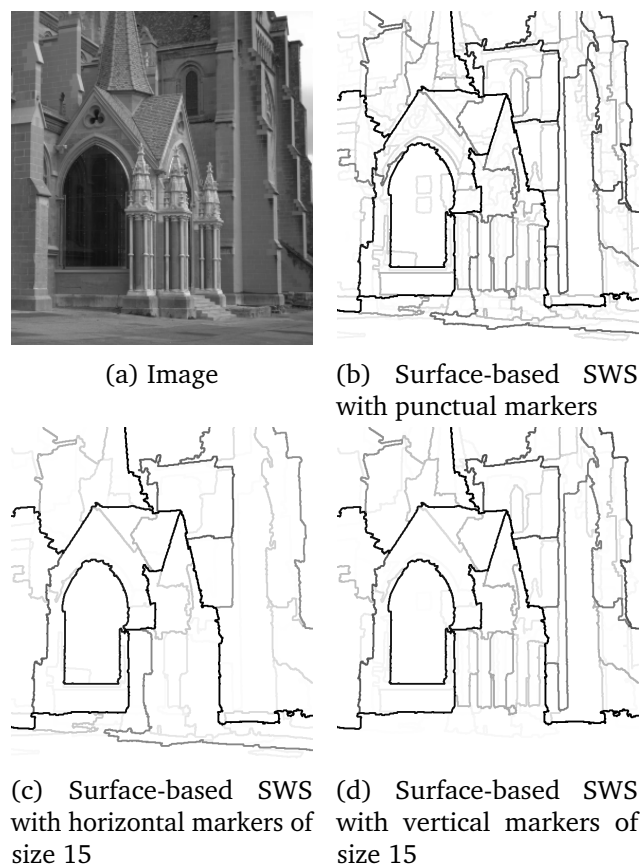 (a) Image
(b) Surface-based SWS
with punctual markers
(c) Surface-based SWS
with horizontal markers of
size 15
(d) Surface-based SWS
with vertical markers of
size 15